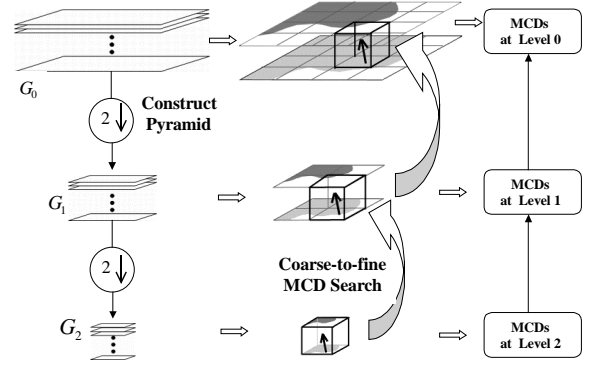 MCDs
at Level 0
G0
2
Construct
Pyramid
G1
MCDs
at Level 1
2
Coarse-to-fine
MCD Search
G2
MCDs
at Level 2